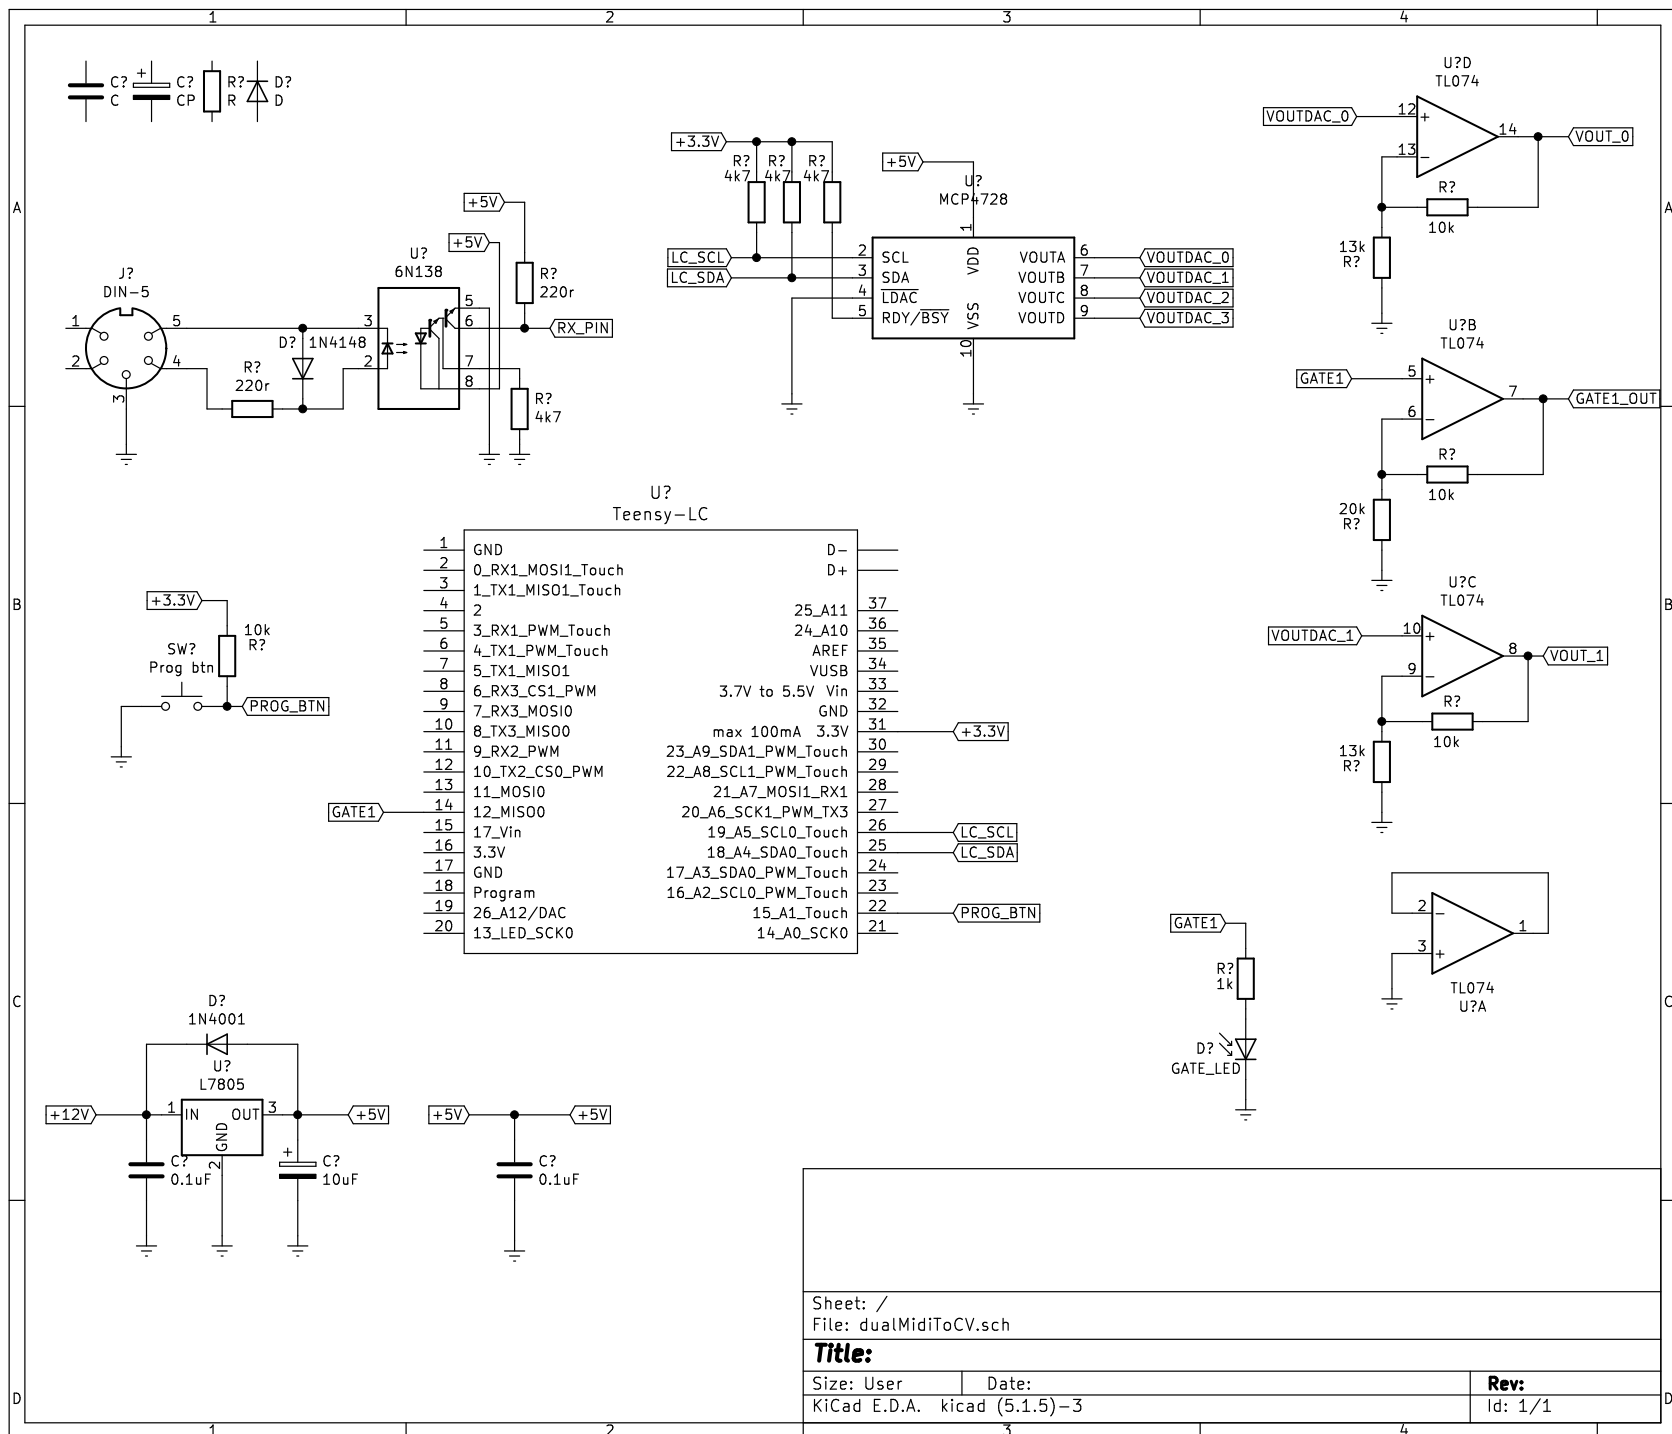 1 2 3 4
A
B
C
D
A
B
C
D
1 2 3 4
C?
C
+
C?
CP
R?
R
D?
D
J?
DIN-5
1
2
3
5
4
R?
220r
D?
1N4148
U?
6N138
3
2
5
6
7
8
+5V
+5V
R?
220r
RX_PIN
R?
4k7
+3.3V
R?
4k7
R?
4k7
R?
4k7
LC_SCL
LC_SDA
+5V
U?
MCP4728
1
VDD
2 SCL
3 SDA
4 LDAC
5 RDY/BSY
VSS
10
VOUTA 6 VOUTDAC_0
VOUTB 7 VOUTDAC_1
VOUTC 8 VOUTDAC_2
VOUTD 9 VOUTDAC_3
U?D
TL074
VOUTDAC_0
12 +
13 -
14
VOUT_0
R?
10k
13k
R?
U?B
TL074
GATE1
5 +
6 -
7
GATE1_OUT
R?
10k
20k
R?
U?C
TL074
VOUTDAC_1
10 +
9 -
8
VOUT_1
R?
10k
13k
R?
2 -
3 +
1
TL074
U?A
U?
Teensy-LC
1 GND
2 0_RX1_MOSI1_Touch
3 1_TX1_MISO1_Touch
4 2
5 3_RX1_PWM_Touch
6 4_TX1_PWM_Touch
7 5_TX1_MISO1
8 6_RX3_CS1_PWM
9 7_RX3_MOSI0
10 8_TX3_MISO0
11 9_RX2_PWM
12 10_TX2_CS0_PWM
13 11_MOSI0
GATE1 14 12_MISO0
15 17_Vin
16 3.3V
17 GND
18 Program
19 26_A12/DAC
20 13_LED_SCK0
D-
D+
25_A11 37
24_A10 36
AREF 35
VUSB 34
3.7V to 5.5V Vin 33
GND 32
max 100mA 3.3V 31 +3.3V
23_A9_SDA1_PWM_Touch 30
22_A8_SCL1_PWM_Touch 29
21_A7_MOSI1_RX1 28
20_A6_SCK1_PWM_TX3 27
19_A5_SCL0_Touch 26 LC_SCL
18_A4_SDA0_Touch 25 LC_SDA
17_A3_SDA0_PWM_Touch 24
16_A2_SCL0_PWM_Touch 23
15_A1_Touch 22 PROG_BTN
14_A0_SCK0 21
+3.3V
10k
R?
SW?
Prog btn
PROG_BTN
GATE1
R?
1k
D?
GATE_LED
D?
1N4001
U?
L7805
+12V
1 IN
OUT 3
GND
2
+5V
C?
0.1uF
+
C?
10uF
+5V
+5V
C?
0.1uF
Sheet: /
File: dualMidiToCV.sch
Title:
Size: User Date: Rev:
KiCad E.D.A. kicad (5.1.5)-3 Id: 1/1